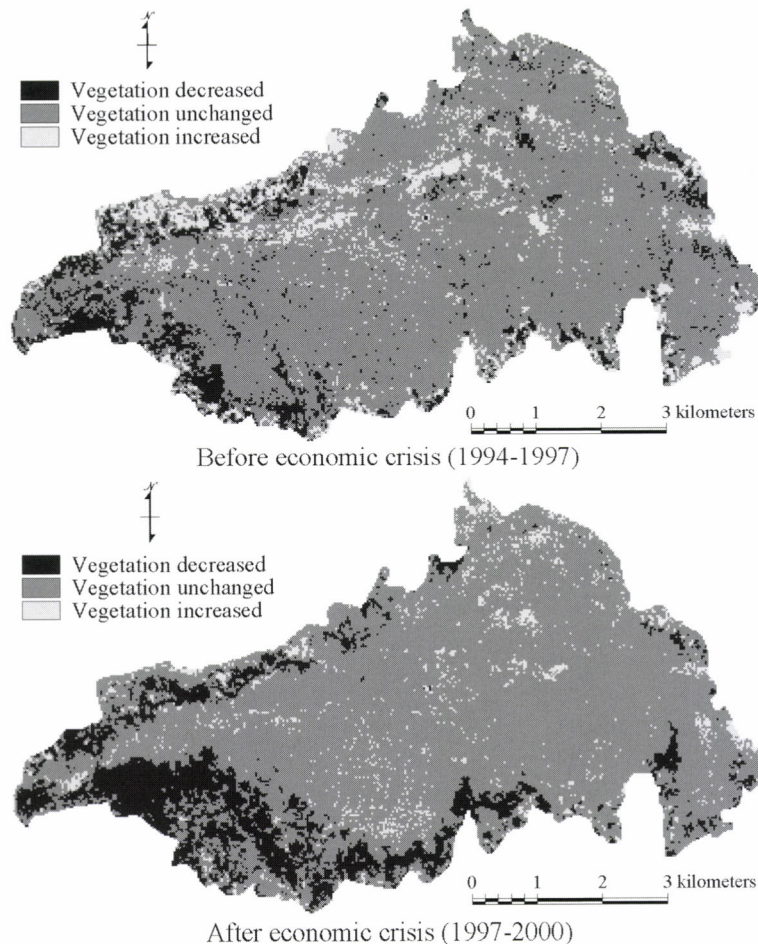 N
Vegetation decreased
Vegetation unchanged
Vegetation increased
0 1 2 3 kilometers
Before economic crisis (1994-1997)
N
Vegetation decreased
Vegetation unchanged
Vegetation increased
0 1 2 3 kilometers
After economic crisis (1997-2000)